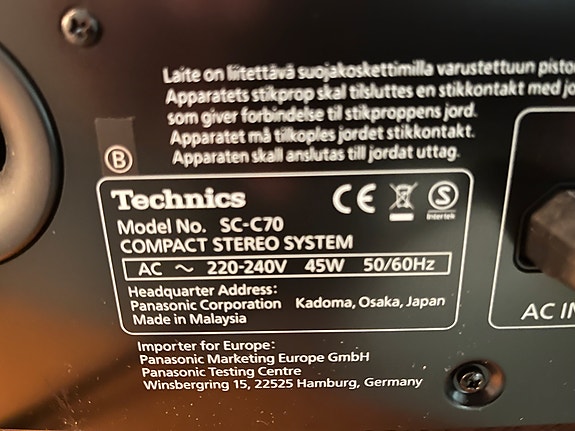 Laite on liitettävä suojakoskettimilla varustettuun
Apparatets stikprop skal tilsluttes en stikkontakt med
som giver forbindelse til stikproppens jord.
Apparatet må tilkoples jordet stikkontakt.
Apparaten skall anslutas till jordat uttag.
B
Technics
CE
S
Intertek
Model No. SC-C70
COMPACT STEREO SYSTEM
AC ~ 220-240V 45W 50/60Hz
Headquarter Address:
Panasonic Corporation Kadoma, Osaka, Japan
Made in Malaysia
AC IN
Importer for Europe:
Panasonic Marketing Europe GmbH
Panasonic Testing Centre
Winsbergring 15, 22525 Hamburg, Germany